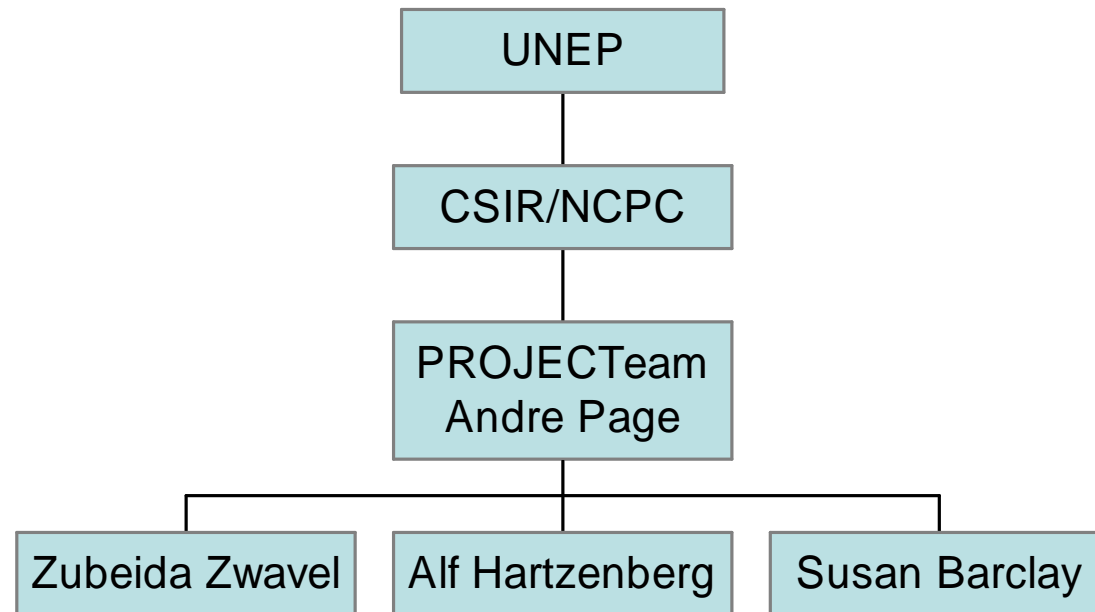 UNEP
CSIR/NCPC
PROJECTeam
Andre Page
Zubeida Zwavel
Alf Hartzenberg
Susan Barclay